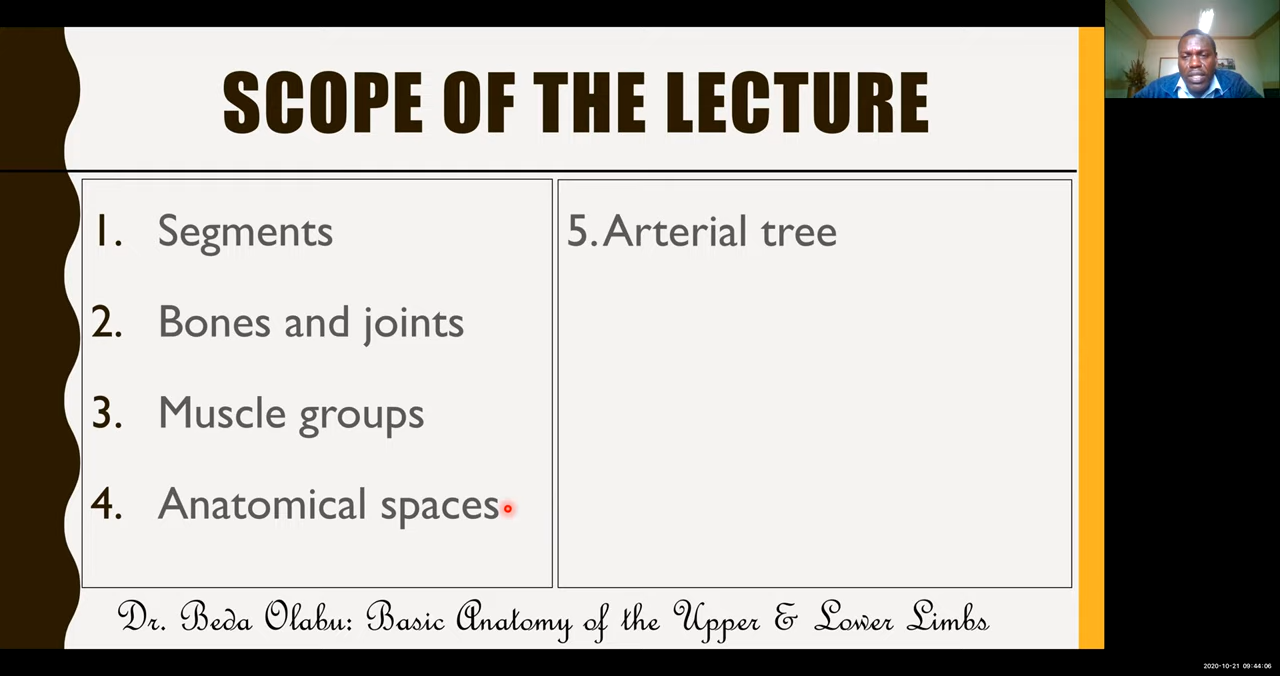 SCOPE OF THE LECTURE
1. Segments
2. Bones and joints
3. Muscle groups
4. Anatomical spaces
5. Arterial tree
Dr. Beda Olabu: Basic Anatomy of the Upper & Lower Limbs
2020-10-21 09:44:06